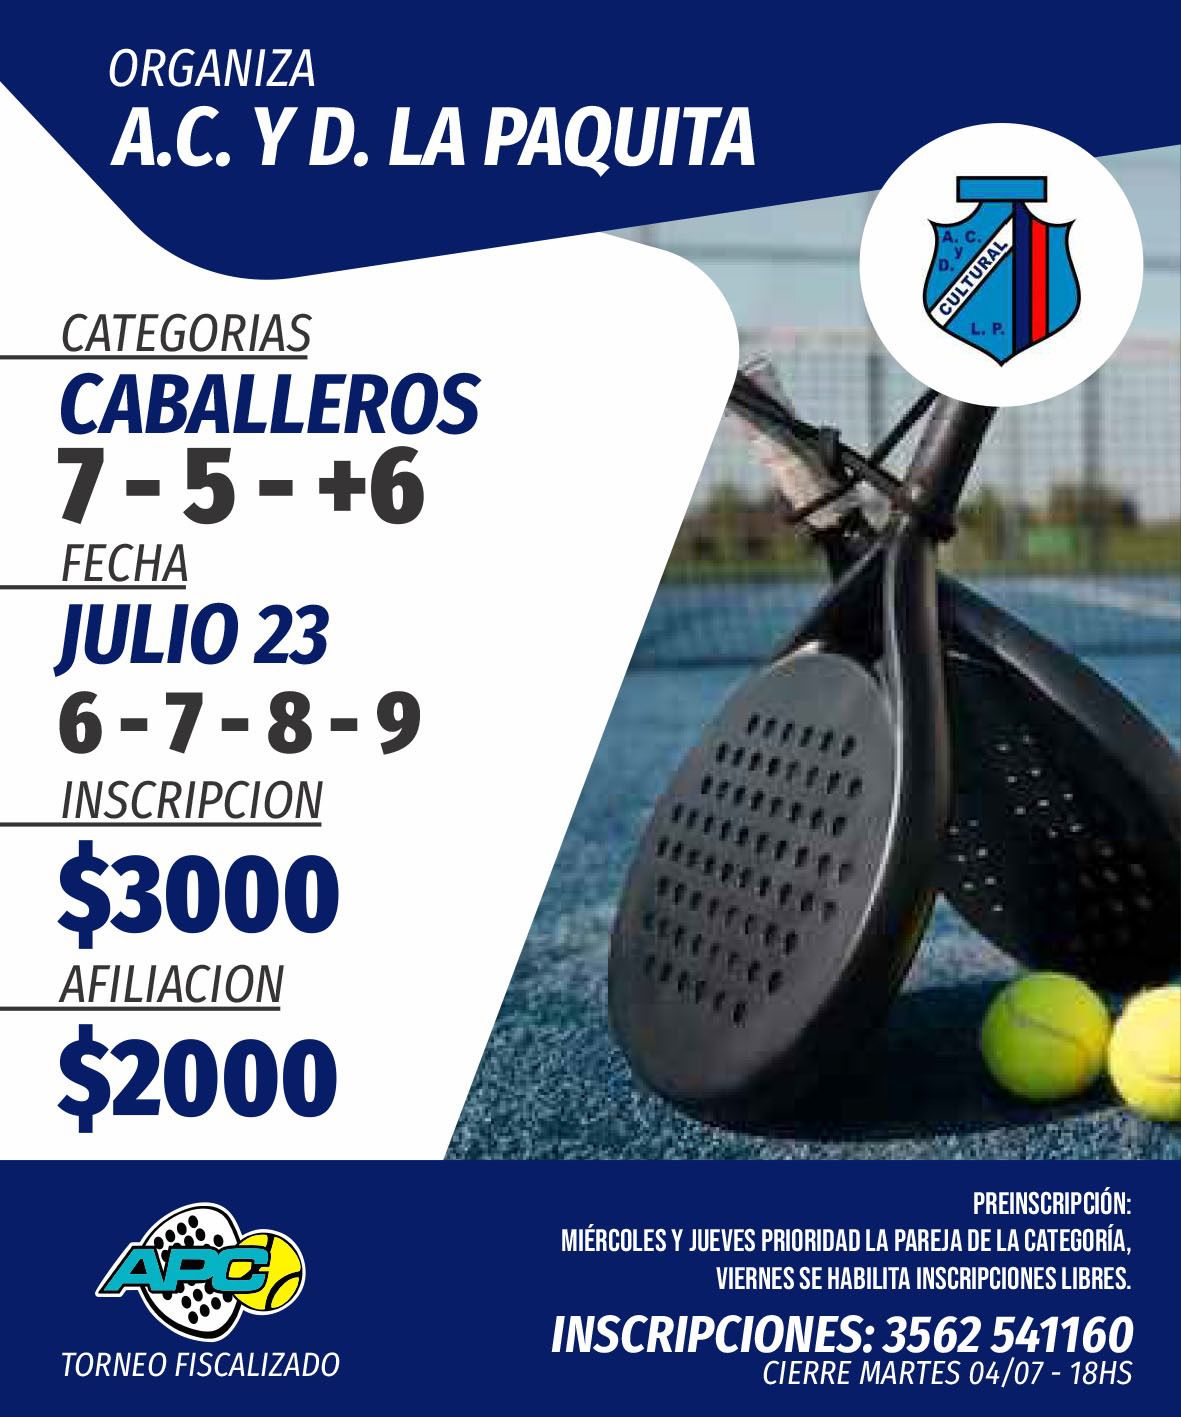 ORGANIZA
A.C. Y D. LA PAQUITA
A. C.
y
D.
CULTURAL
L. P.
CATEGORIAS
CABALLEROS
7 - 5 - +6
FECHA
JULIO 23
6 - 7 - 8 - 9
INSCRIPCION
$3000
AFILIACION
$2000
APC
TORNEO FISCALIZADO
PREINSCRIPCIÓN:
MIÉRCOLES Y JUEVES PRIORIDAD LA PAREJA DE LA CATEGORÍA,
VIERNES SE HABILITA INSCRIPCIONES LIBRES.
INSCRIPCIONES: 3562 541160
CIERRE MARTES 04/07 - 18HS